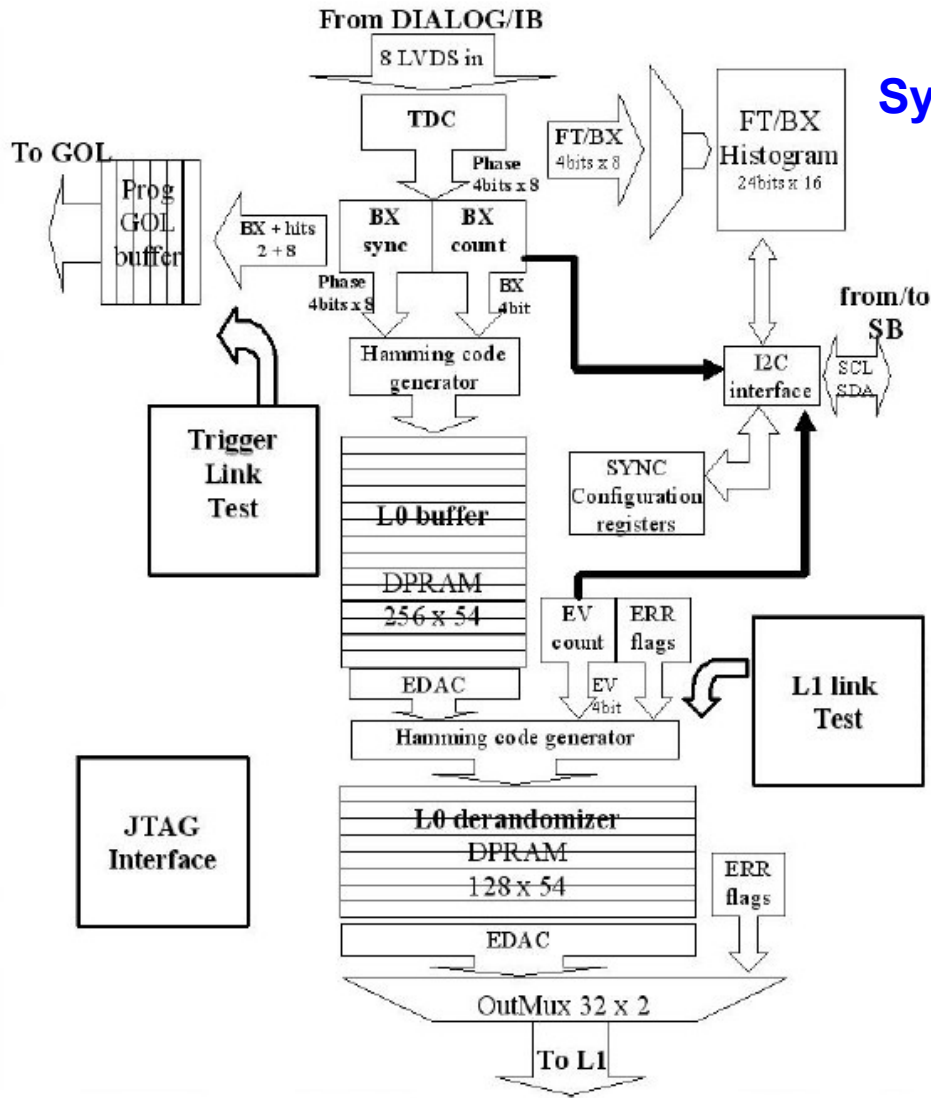 From DIALOG/IB
8 LVDS in
Sy
TDC
FT/BX
4bits x 8
FT/BX
Histogram
24bits x 16
To GOL
Phase
4bits x 8
Prog
GOL
buffer
BX + hits
2 + 8
BX
sync
BX
count
Phase
4bits x 8
BX
4bit
from/to
SB
Hamming code
generator
I2C
interface
SCL
SDA
Trigger
Link
Test
SYNC
Configuration
registers
L0 buffer
DPRAM
256 x 54
EV
count
ERR
flags
EDAC
EV
4bit
L1 link
Test
Hamming code generator
JTAG
Interface
L0 derandomizer
DPRAM
128 x 54
ERR
flags
EDAC
OutMux 32 x 2
To L1